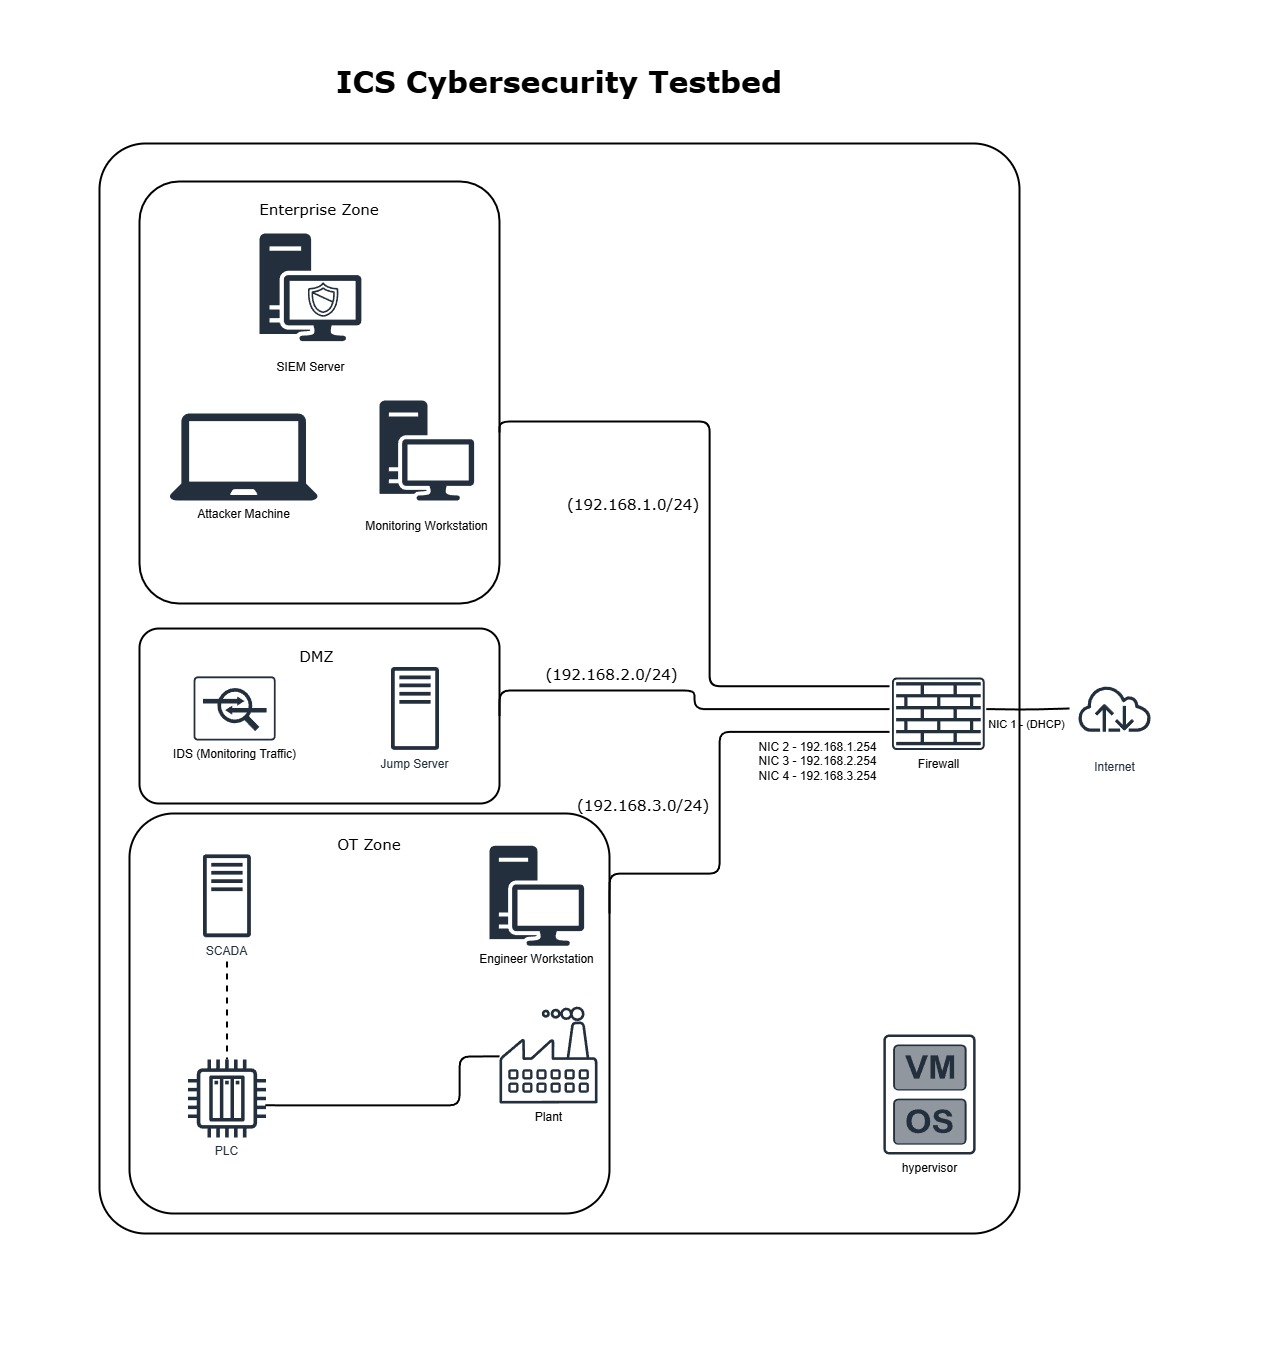 ICS Cybersecurity Testbed
Enterprise Zone
SIEM Server
Attacker Machine
Monitoring Workstation
(192.168.1.0/24)
DMZ
IDS (Monitoring Traffic)
Jump Server
(192.168.2.0/24)
NIC 1 - (DHCP)
NIC 2 - 192.168.1.254
NIC 3 - 192.168.2.254
NIC 4 - 192.168.3.254
Firewall
Internet
(192.168.3.0/24)
OT Zone
SCADA
Engineer Workstation
PLC
Plant
VM
OS
hypervisor